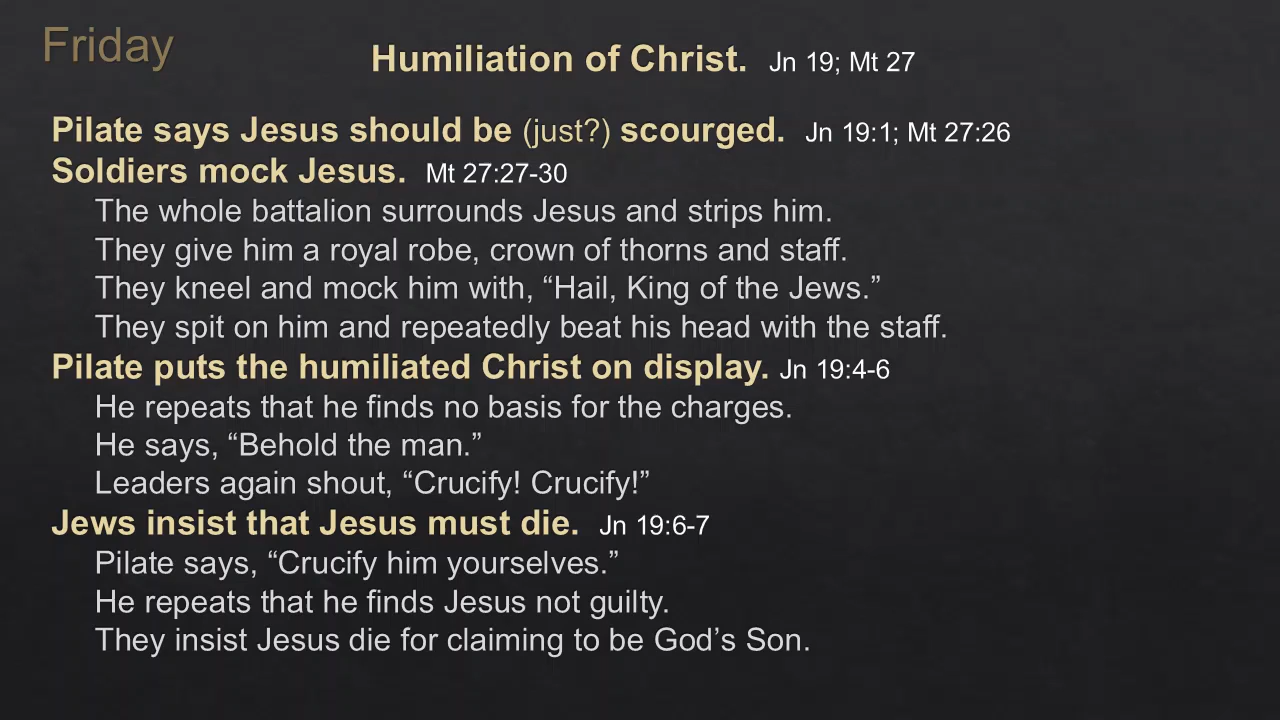 Friday
Humiliation of Christ. Jn 19; Mt 27
Pilate says Jesus should be (just?) scourged. Jn 19:1; Mt 27:26
Soldiers mock Jesus. Mt 27:27-30
The whole battalion surrounds Jesus and strips him.
They give him a royal robe, crown of thorns and staff.
They kneel and mock him with, “Hail, King of the Jews.”
They spit on him and repeatedly beat his head with the staff.
Pilate puts the humiliated Christ on display. Jn 19:4-6
He repeats that he finds no basis for the charges.
He says, “Behold the man.”
Leaders again shout, “Crucify! Crucify!”
Jews insist that Jesus must die. Jn 19:6-7
Pilate says, “Crucify him yourselves.”
He repeats that he finds Jesus not guilty.
They insist Jesus die for claiming to be God’s Son.